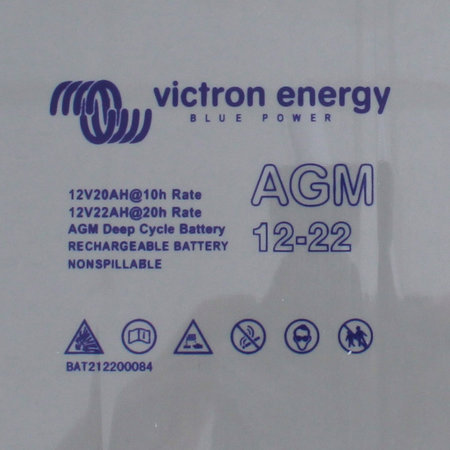 victron energy
BLUE POWER
12V20AH@10h Rate
12V22AH@20h Rate
AGM Deep Cycle Battery
RECHARGEABLE BATTERY
NONSPILLABLE
AGM
12-22
BAT212200084